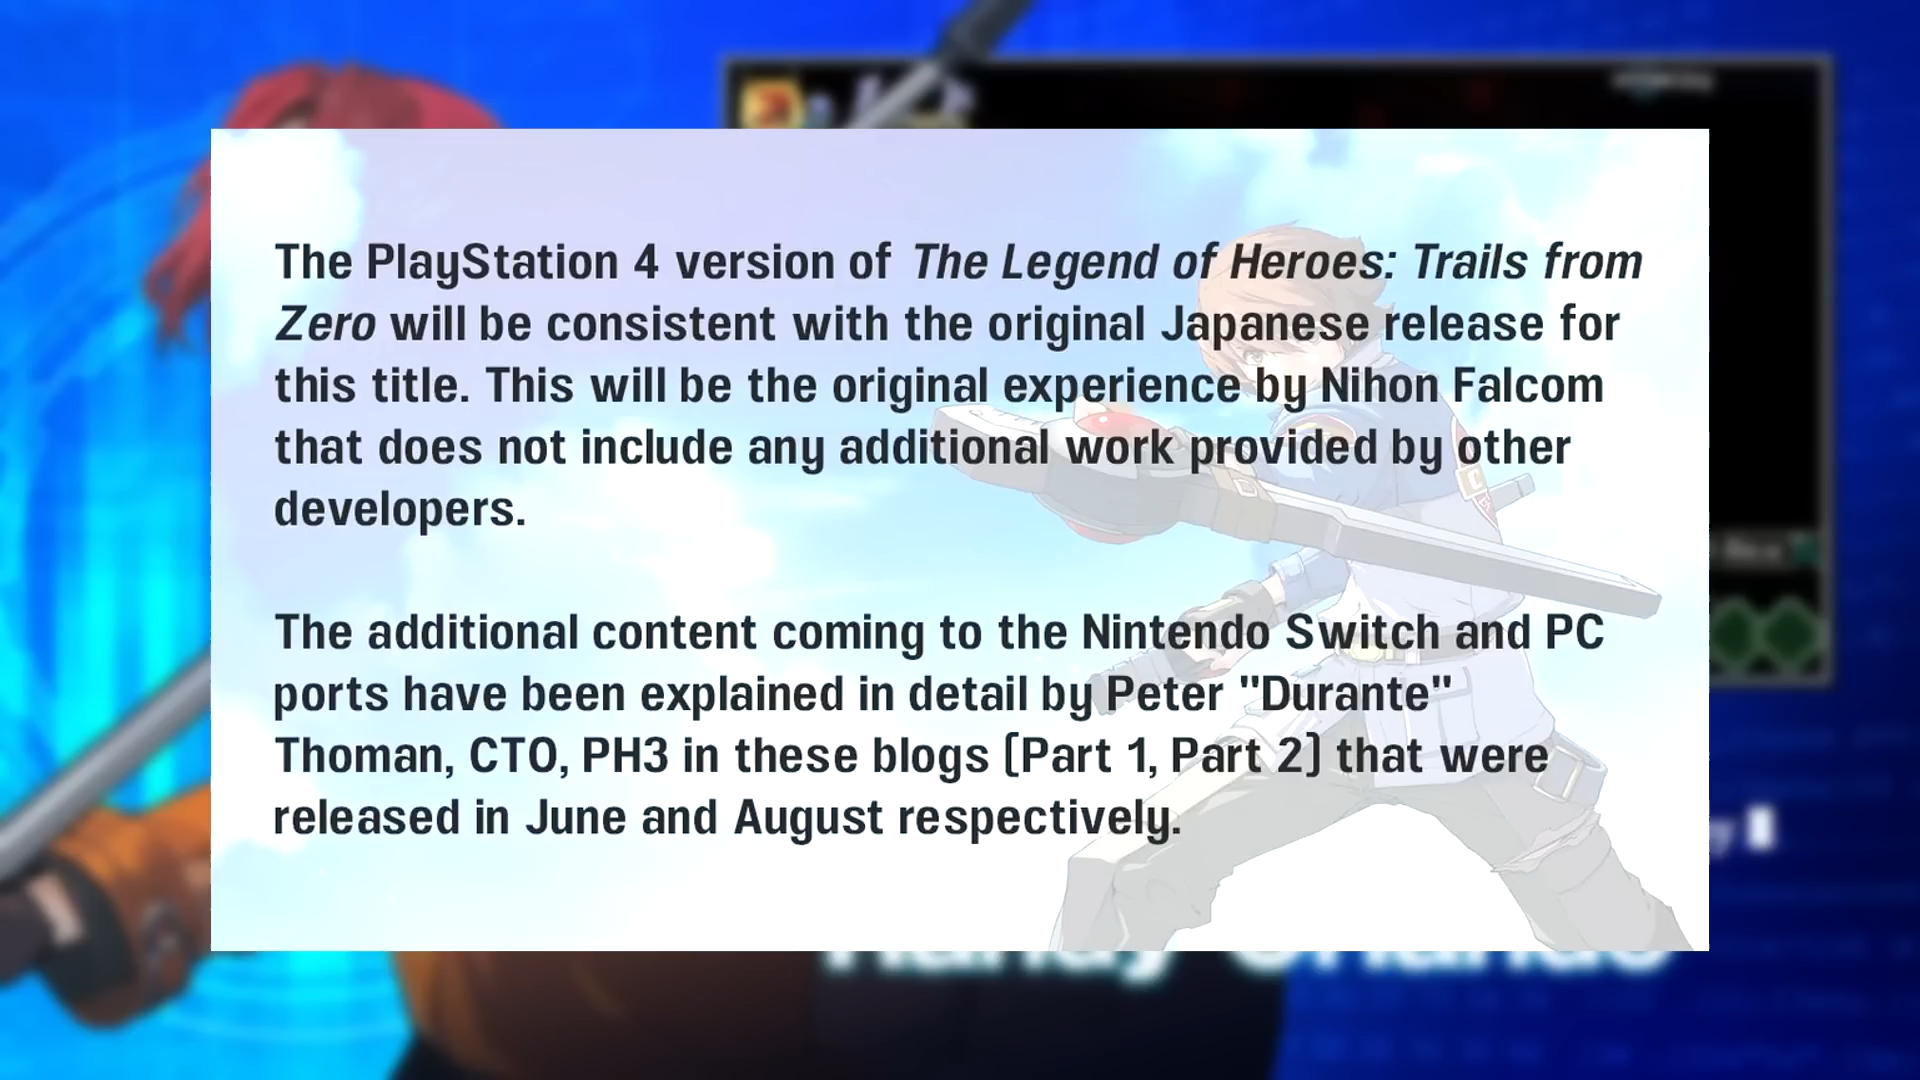 The PlayStation 4 version of The Legend of Heroes: Trails from
Zero will be consistent with the original Japanese release for
this title. This will be the original experience by Nihon Falcom
that does not include any additional work provided by other
developers.
The additional content coming to the Nintendo Switch and PC
ports have been explained in detail by Peter "Durante"
Thoman, CTO, PH3 in these blogs (Part 1, Part 2) that were
released in June and August respectively.